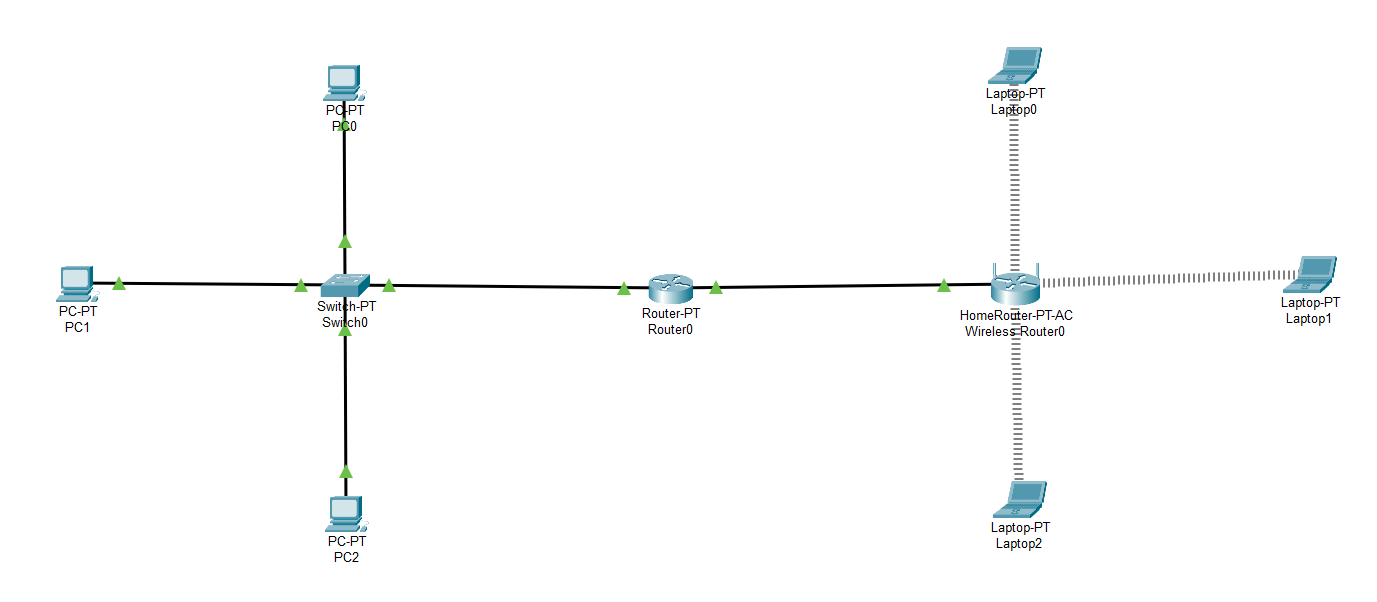 PC-PT
PC0
Laptop-PT
Laptop0
PC-PT
PC1
Switch-PT
Switch0
Router-PT
Router0
HomeRouter-PT-AC
Wireless Router0
Laptop-PT
Laptop1
PC-PT
PC2
Laptop-PT
Laptop2